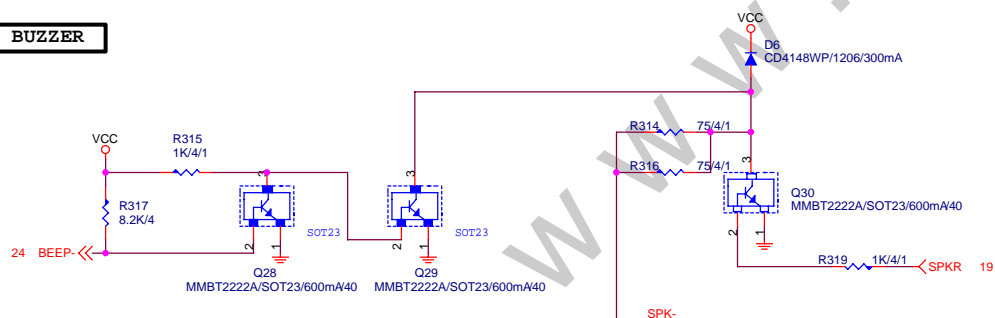 BUZZER
VCC
D6
CD4148WP/1206/300mA
VCC
R315
1K/4/1
R314 75/4/1
R316 75/4/1
R317
8.2K/4
3
3
3
SOT23
SOT23
Q30
MMBT2222A/SOT23/600mA/40
2
1
2
1
2
1
24 BEEP-
Q28
MMBT2222A/SOT23/600mA/40
Q29
MMBT2222A/SOT23/600mA/40
R319 1K/4/1
SPKR 19
SPK-
W W W .